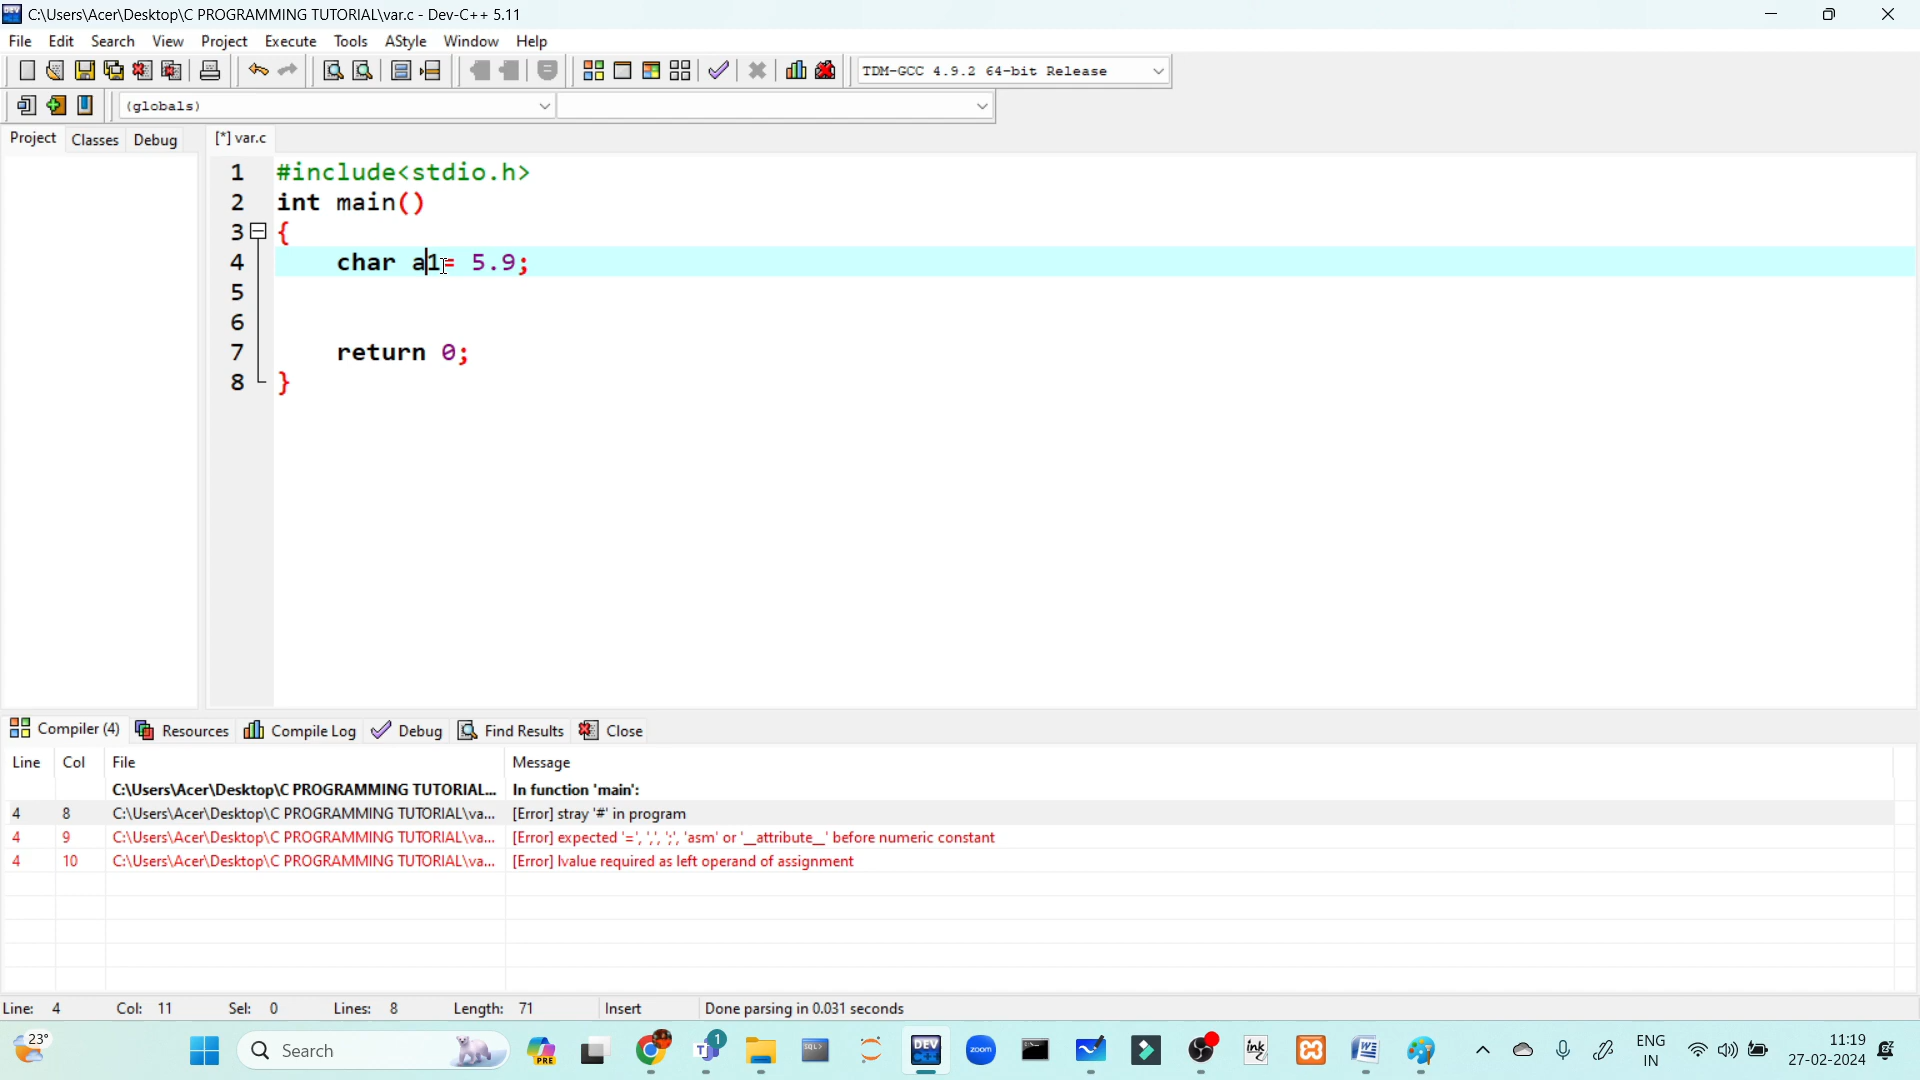 C:\Users\Acer\Desktop\C PROGRAMMING TUTORIAL\var.c - Dev-C++ 5.11
File Edit Search View Project Execute Tools AStyle Window Help
TDM-GCC 4.9.2 64-bit Release
(globals)
Project Classes Debug [*] var.c
1 #include<stdio.h>
2 int main()
3 {
4 char a1= 5.9;
5
6
7 return 0;
8 }
Compiler (4) Resources Compile Log Debug Find Results Close
Line Col File Message
C:\Users\Acer\Desktop\C PROGRAMMING TUTORIAL... In function 'main':
4 8 C:\Users\Acer\Desktop\C PROGRAMMING TUTORIAL\va... [Error] stray '#' in program
4 9 C:\Users\Acer\Desktop\C PROGRAMMING TUTORIAL\va... [Error] expected '=', ',', ';', 'asm' or '__attribute__' before numeric constant
4 10 C:\Users\Acer\Desktop\C PROGRAMMING TUTORIAL\va... [Error] lvalue required as left operand of assignment
Line: 4 Col: 11 Sel: 0 Lines: 8 Length: 71 Insert Done parsing in 0.031 seconds
23° Search PRE SQL> 1 DEV C++ zoom ink ENG 11:19
IN 27-02-2024